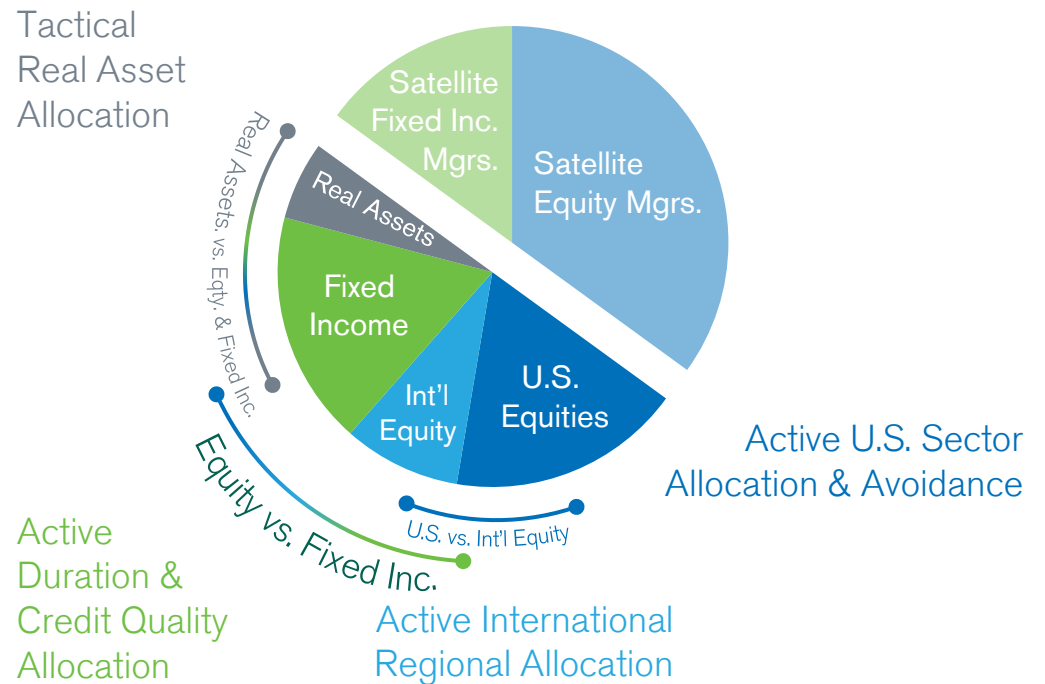 Tactical
Real Asset
Allocation
Satellite
Fixed Inc.
Mgrs.
Satellite
Equity Mgrs.
Real Assets
Real Assets. vs. Eqty. & Fixed Inc.
Fixed
Income
Int'l
Equity
U.S.
Equities
Equity vs. Fixed Inc.
U.S. vs. Int'l Equity
Active U.S. Sector
Allocation & Avoidance
Active
Duration &
Credit Quality
Allocation
Active International
Regional Allocation